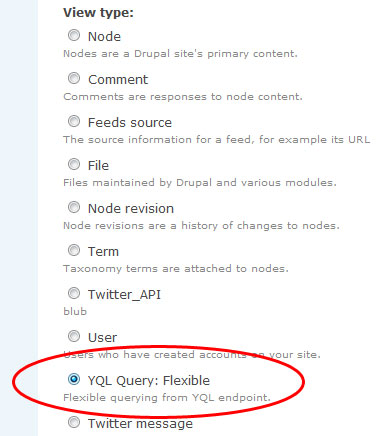 View type:
Node
Nodes are a Drupal site's primary content.
Comment
Comments are responses to node content.
Feeds source
The source information for a feed, for example its URL
File
Files maintained by Drupal and various modules.
Node revision
Node revisions are a history of changes to nodes.
Term
Taxonomy terms are attached to nodes.
Twitter_API
blub
User
Users who have created accounts on your site.
YQL Query: Flexible
Flexible querying from YQL endpoint.
Twitter message